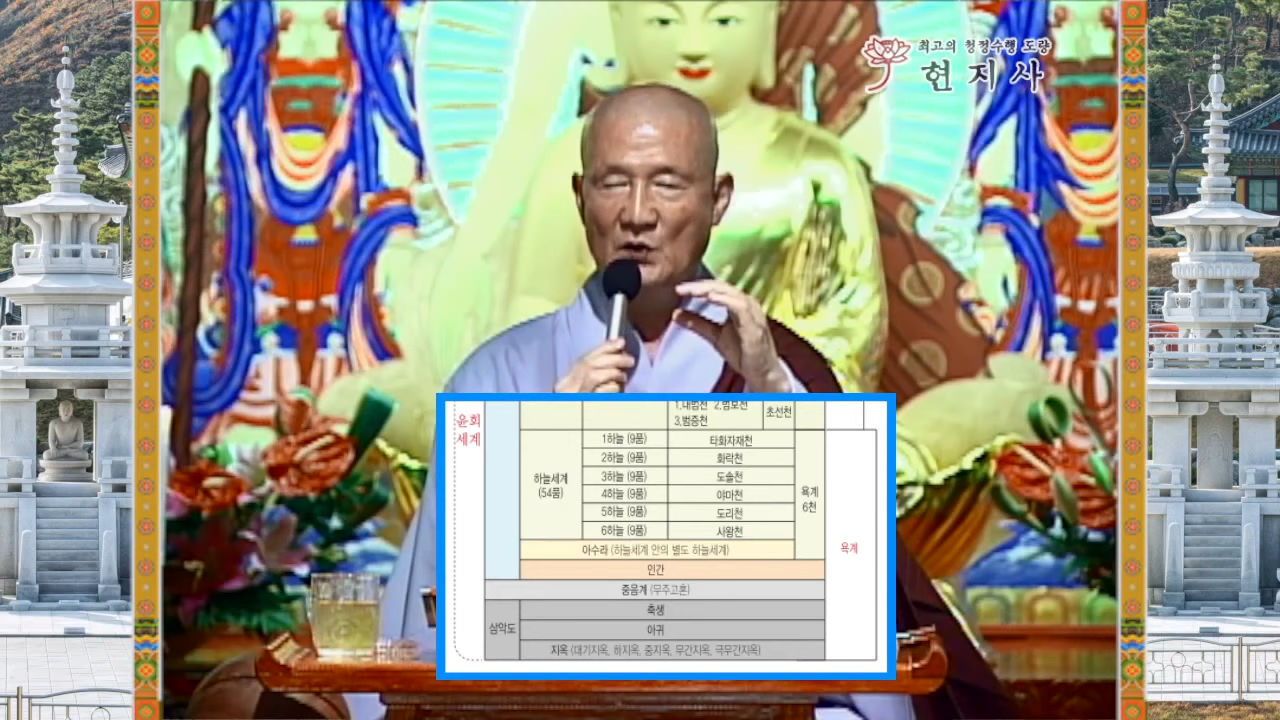 최고의 청정수행 도량
현지사
윤회
세계
1,대범천 2,범보천
3,범중천
초선천
하늘세계
(54품)
1하늘 (9품) 타화자재천
2하늘 (9품) 화락천
3하늘 (9품) 도솔천
4하늘 (9품) 야마천
5하늘 (9품) 도리천
6하늘 (9품) 사왕천
욕계
6천
아수라 (하늘세계 안의 별도 하늘세계)
인간
욕계
중음계 (무주고혼)
삼악도
축생
아귀
지옥 (대기지옥, 하지옥, 중지옥, 무간지옥, 극무간지옥)